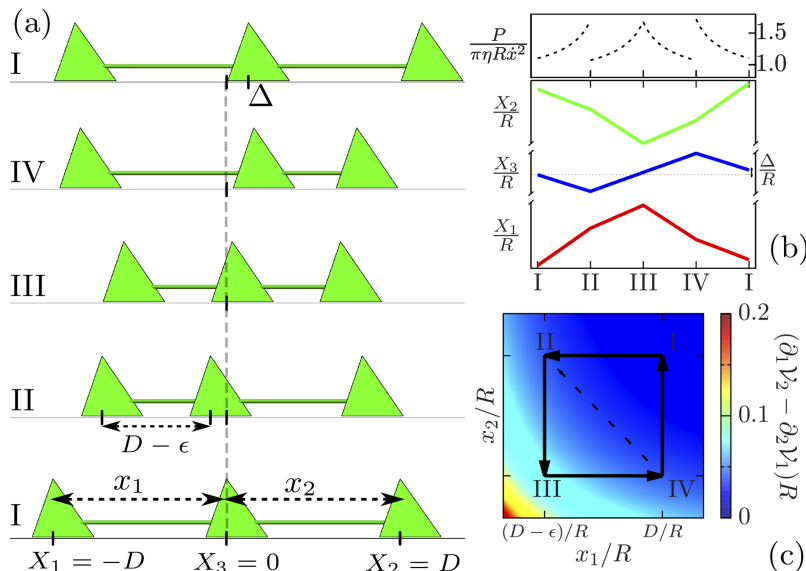 (a)
I
Δ
IV
III
II
D − ϵ
x₁ x₂
I
X₁ = −D X₃ = 0 X₂ = D
P/πηRẋ²
1.5
1.0
X₂/R
X₃/R
Δ/R
X₁/R
(b)
I II III IV I
II I
III IV
x₂/R
(D − ϵ)/R D/R
x₁/R
0.2
0.1
0
(∂₁𝒱₂ − ∂₂𝒱₁)R
(c)